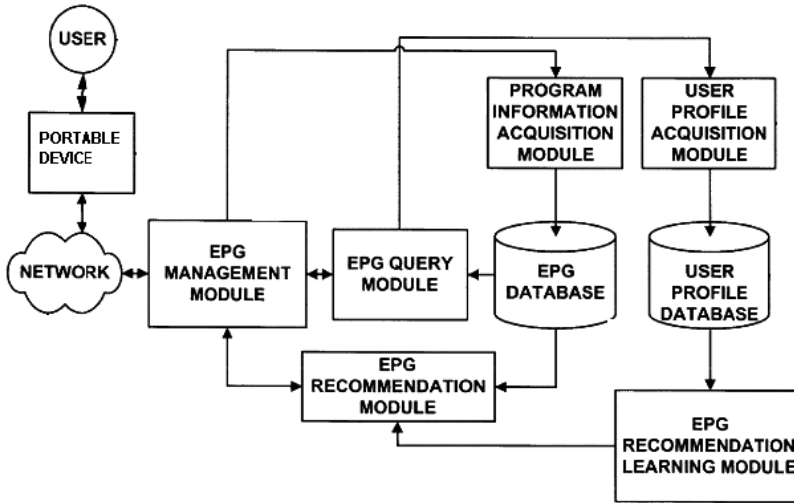 USER
PORTABLE
DEVICE
NETWORK
EPG
MANAGEMENT
MODULE
EPG QUERY
MODULE
PROGRAM
INFORMATION
ACQUISITION
MODULE
USER
PROFILE
ACQUISITION
MODULE
EPG
DATABASE
USER
PROFILE
DATABASE
EPG
RECOMMENDATION
MODULE
EPG
RECOMMENDATION
LEARNING MODULE